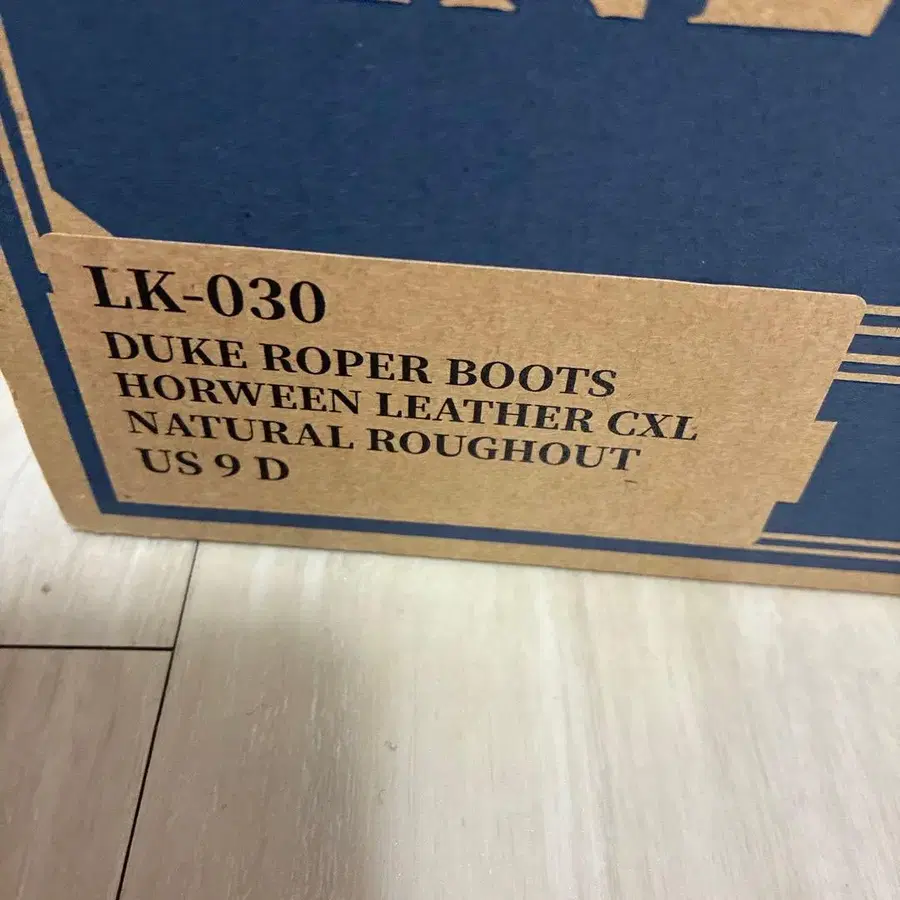 LK-030
DUKE ROPER BOOTS
HORWEEN LEATHER CXL
NATURAL ROUGHOUT
US 9 D